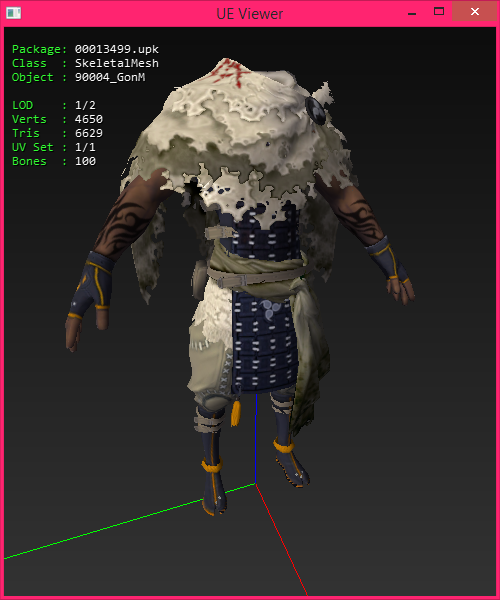 UE Viewer
Package: 00013499.upk
Class  : SkeletalMesh
Object : 90004_GonM
LOD    : 1/2
Verts  : 4650
Tris   : 6629
UV Set : 1/1
Bones  : 100